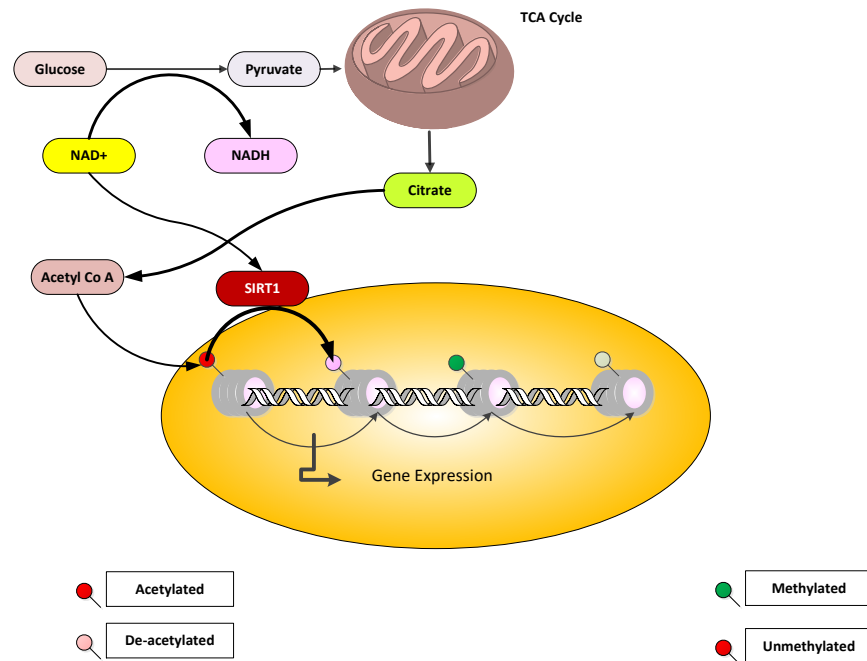 TCA Cycle
Glucose
Pyruvate
NAD+
NADH
Citrate
Acetyl Co A
SIRT1
Gene Expression
Acetylated
Methylated
De-acetylated
Unmethylated